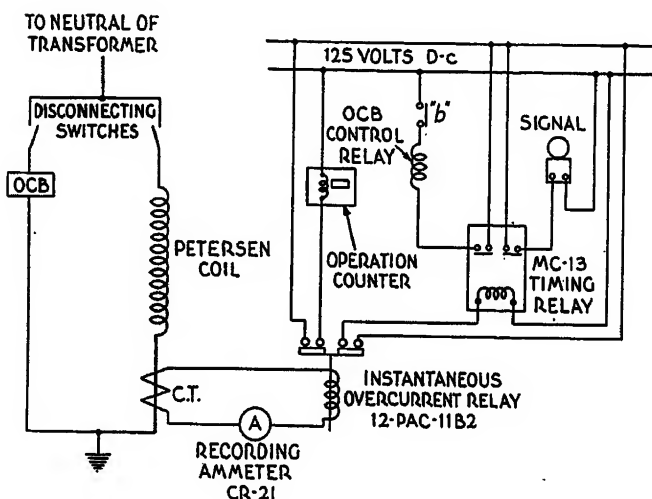 TO NEUTRAL OF
TRANSFORMER
125 VOLTS D-c
DISCONNECTING
SWITCHES
OCB
CONTROL
RELAY
"b"
SIGNAL
OCB
PETERSEN
COIL
OPERATION
COUNTER
MC-13
TIMING
RELAY
C.T.
INSTANTANEOUS
OVERCURRENT RELAY
12-PAC-11B2
A
RECORDING
AMMETER
CR-21